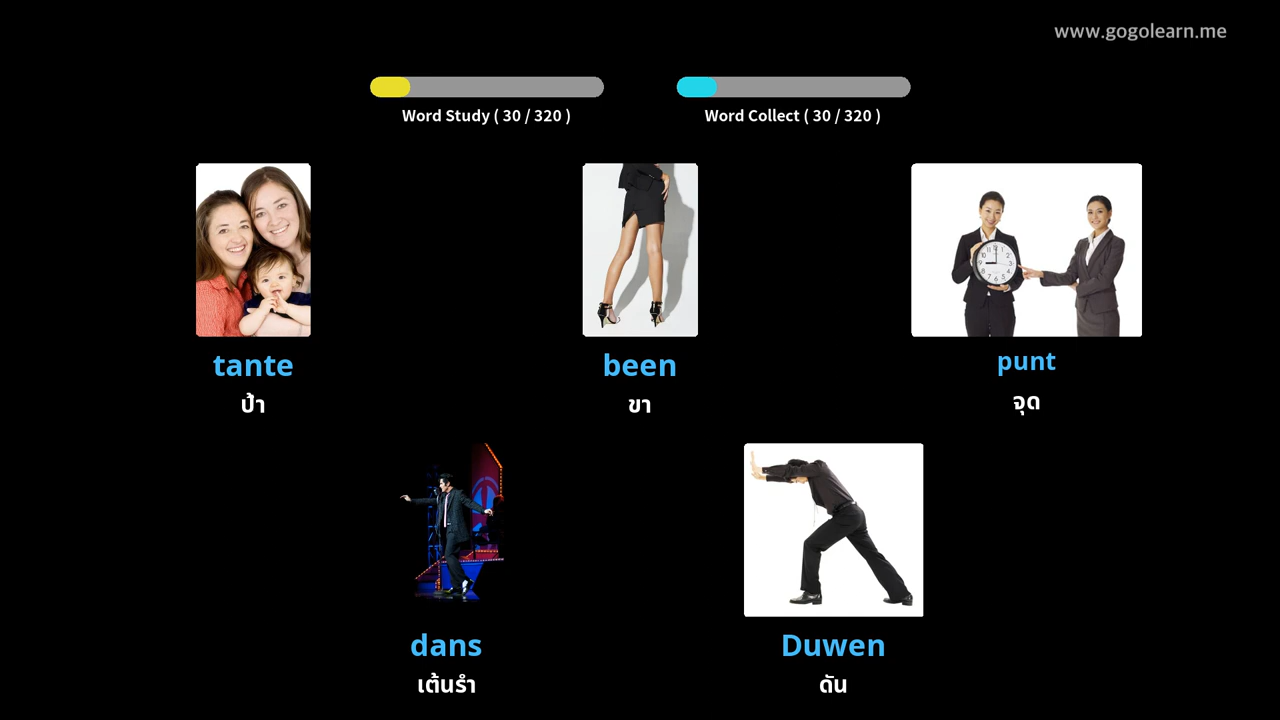 www.gogolearn.me
Word Study ( 30 / 320 )
Word Collect ( 30 / 320 )
tante
ป้า
been
ขา
punt
จุด
dans
เต้นรำ
Duwen
ดัน